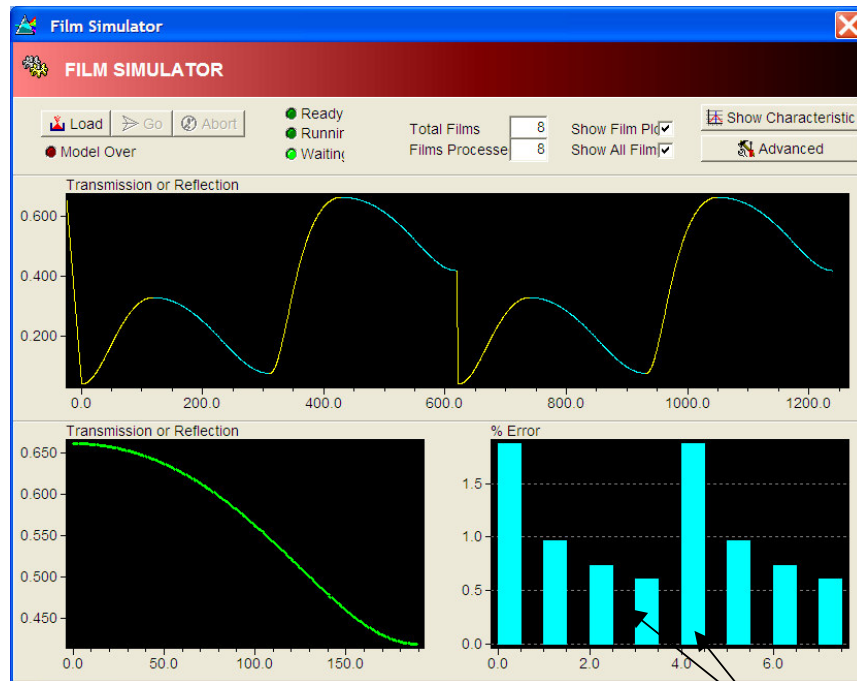 Film Simulator
FILM SIMULATOR
Load Go Abort
Model Over
Ready
Runnin
Waiting
Total Films 8
Films Processe 8
Show Film Plo
Show All Film
Show Characteristic
Advanced
Transmission or Reflection
0.600
0.400
0.200
0.0 200.0 400.0 600.0 800.0 1000.0 1200.0
Transmission or Reflection
0.650
0.600
0.550
0.500
0.450
0.0 50.0 100.0 150.0
% Error
1.5
1.0
0.5
0.0
0.0 2.0 4.0 6.0